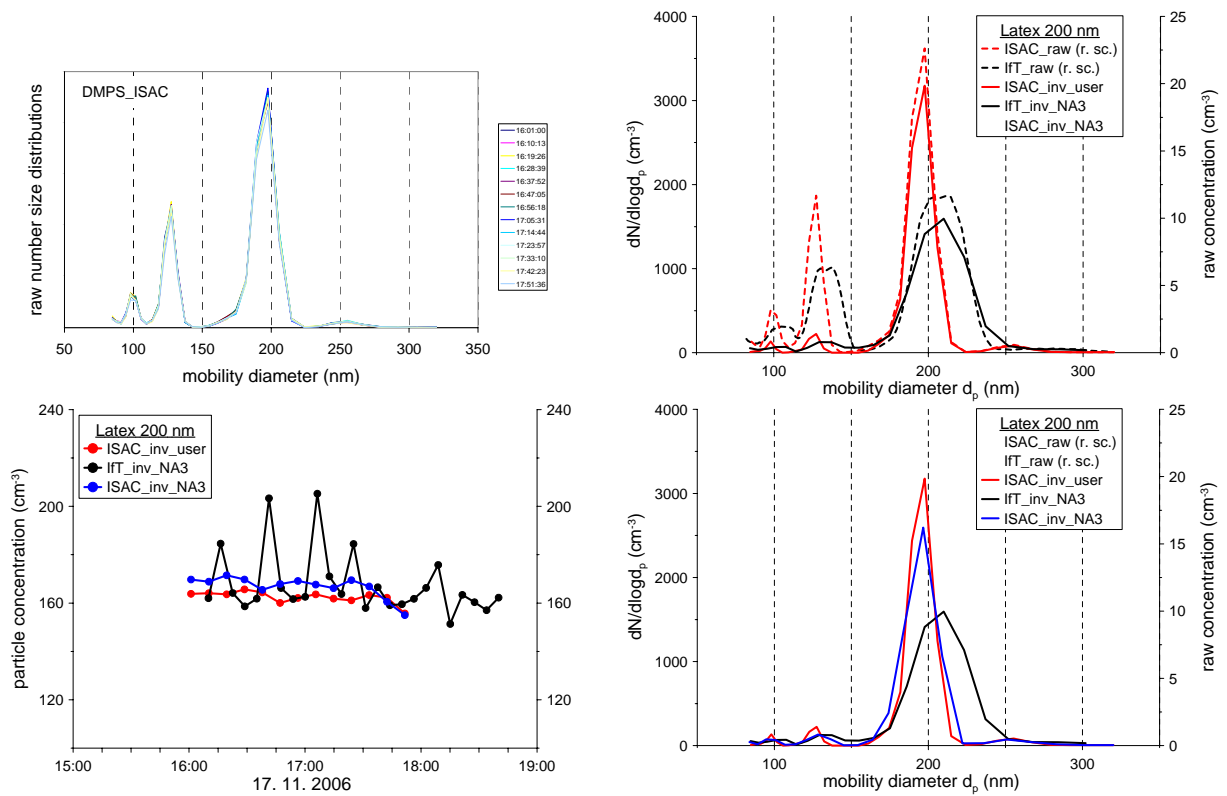 DMPS_ISAC
raw number size distributions
16:01:00
16:10:13
16:19:26
16:28:39
16:37:52
16:47:05
16:56:18
17:05:31
17:14:44
17:23:57
17:33:10
17:42:23
17:51:36
50 100 150 200 250 300 350
mobility diameter (nm)
4000
3000
2000
1000
0
dN/dlogd_p (cm⁻³)
Latex 200 nm
ISAC_raw (r. sc.)
IfT_raw (r. sc.)
ISAC_inv_user
IfT_inv_NA3
ISAC_inv_NA3
25
20
15
10
5
0
raw concentration (cm⁻³)
100 200 300
mobility diameter d_p (nm)
240
200
160
120
particle concentration (cm⁻³)
Latex 200 nm
ISAC_inv_user
IfT_inv_NA3
ISAC_inv_NA3
240
200
160
120
15:00 16:00 17:00 18:00 19:00
17. 11. 2006
4000
3000
2000
1000
0
dN/dlogd_p (cm⁻³)
Latex 200 nm
ISAC_raw (r. sc.)
IfT_raw (r. sc.)
ISAC_inv_user
IfT_inv_NA3
ISAC_inv_NA3
25
20
15
10
5
0
raw concentration (cm⁻³)
100 200 300
mobility diameter d_p (nm)